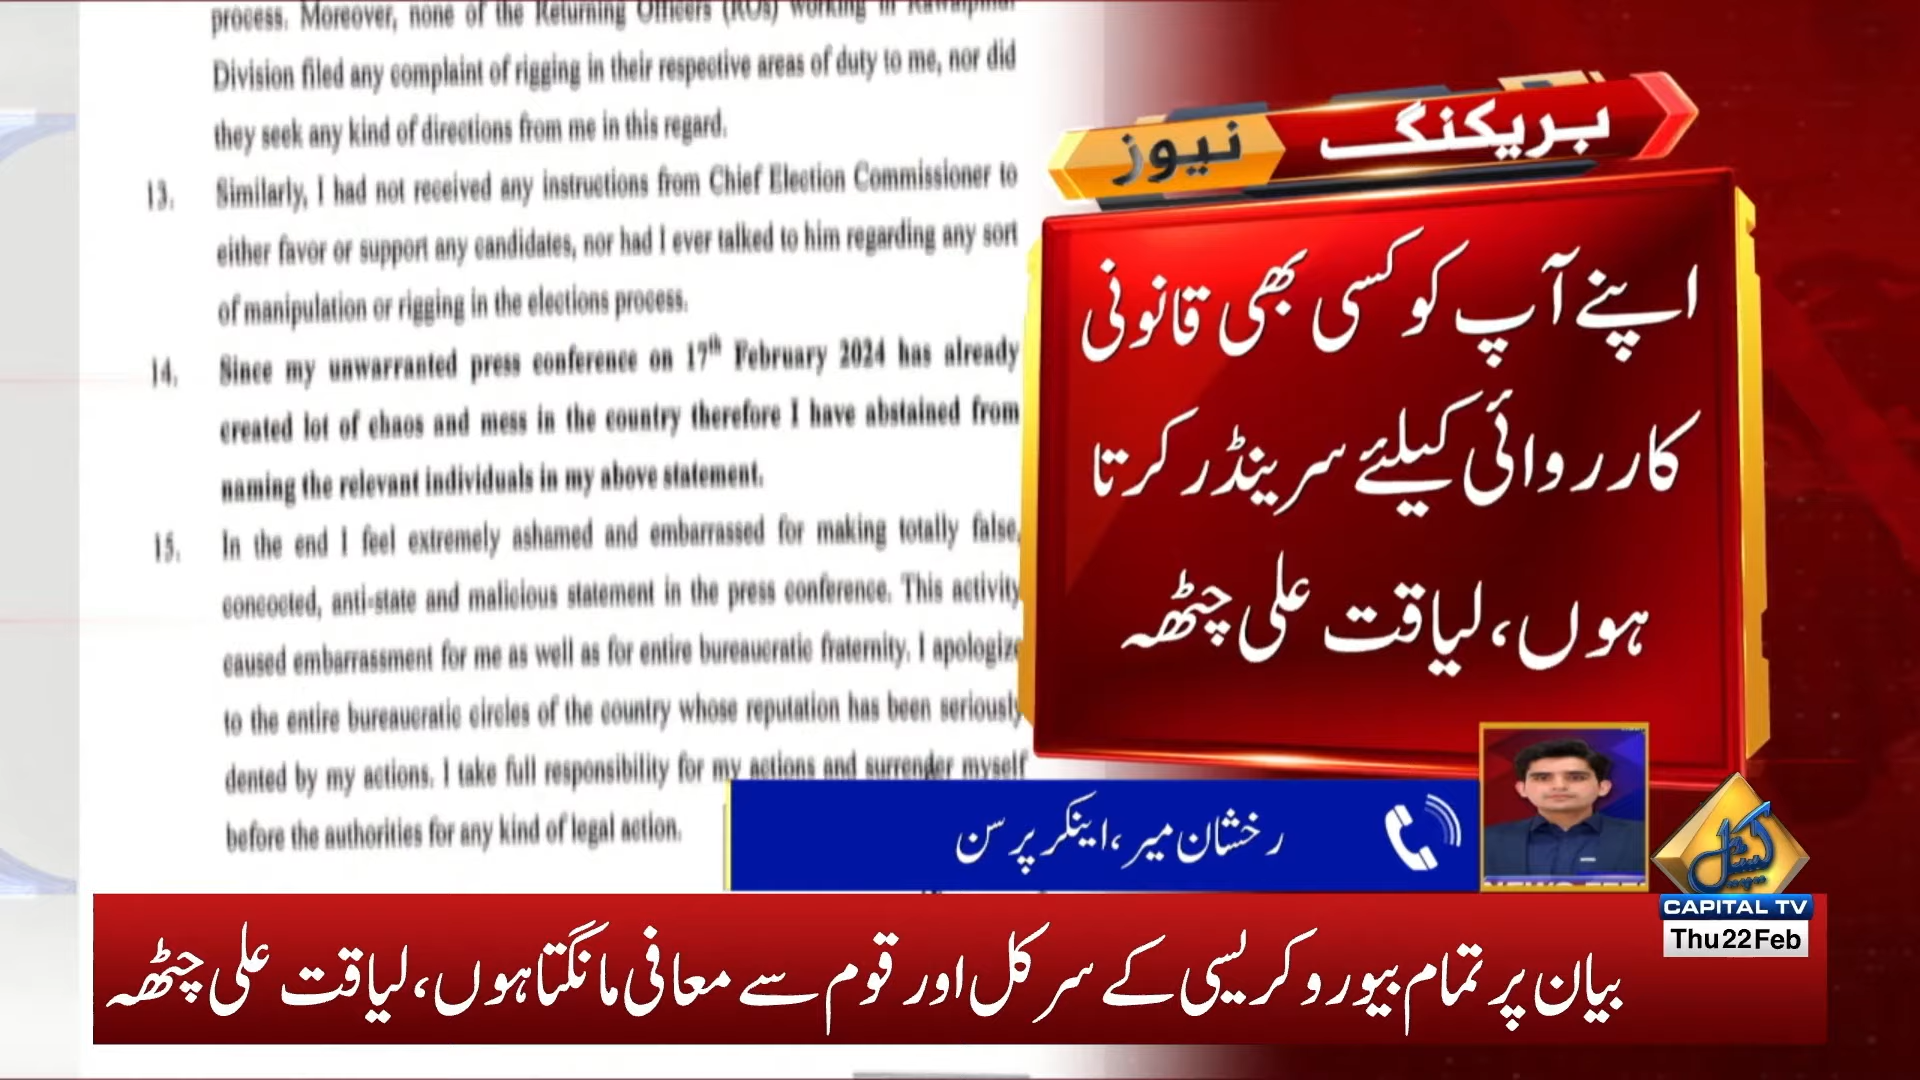 process. Moreover, none of the Returning Officers (ROs) working in Rawalpindi
Division filed any complaint of rigging in their respective areas of duty to me, nor did
they seek any kind of directions from me in this regard.
13. Similarly, I had not received any instructions from Chief Election Commissioner to
either favor or support any candidates, nor had I ever talked to him regarding any sort
of manipulation or rigging in the elections process.
14. Since my unwarranted press conference on 17th February 2024 has already
created lot of chaos and mess in the country therefore I have abstained from
naming the relevant individuals in my above statement.
15. In the end I feel extremely ashamed and embarrassed for making totally false,
concocted, anti-state and malicious statement in the press conference. This activity
caused embarrassment for me as well as for entire bureaucratic fraternity. I apologize
to the entire bureaucratic circles of the country whose reputation has been seriously
dented by my actions. I take full responsibility for my actions and surrender myself
before the authorities for any kind of legal action.
بریکنگ نیوز
اپنے آپ کو کسی بھی قانونی
کارروائی کیلئے سرینڈر کرتا
ہوں، لیاقت علی چٹھہ
رخشان میر، اینکر پرسن
کیپیٹل
CAPITAL TV
Thu 22 Feb
بیان پر تمام بیوروکریسی کے سرکل اور قوم سے معافی مانگتا ہوں، لیاقت علی چٹھہ